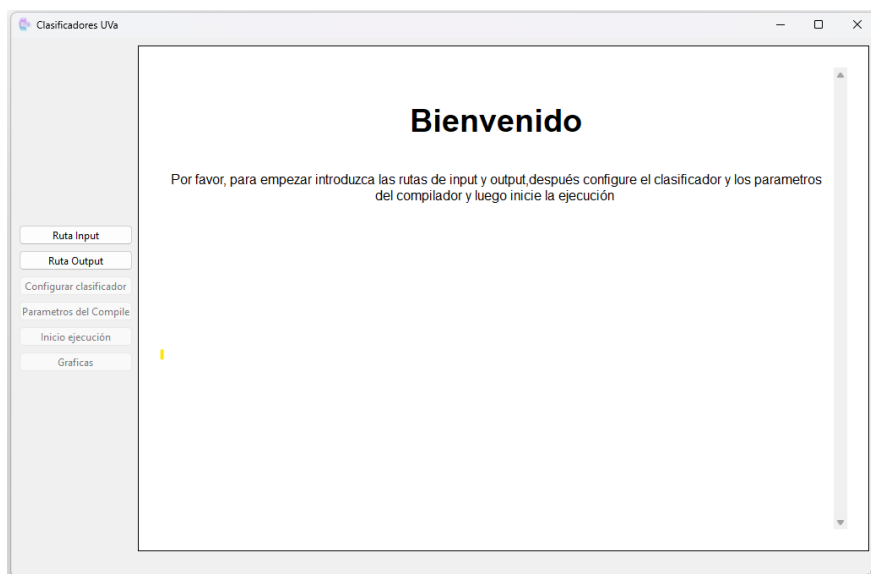 Clasificadores UVa
Bienvenido
Por favor, para empezar introduzca las rutas de input y output,después configure el clasificador y los parametros
del compilador y luego inicie la ejecución
Ruta Input
Ruta Output
Configurar clasificador
Parametros del Compile
Inicio ejecución
Graficas